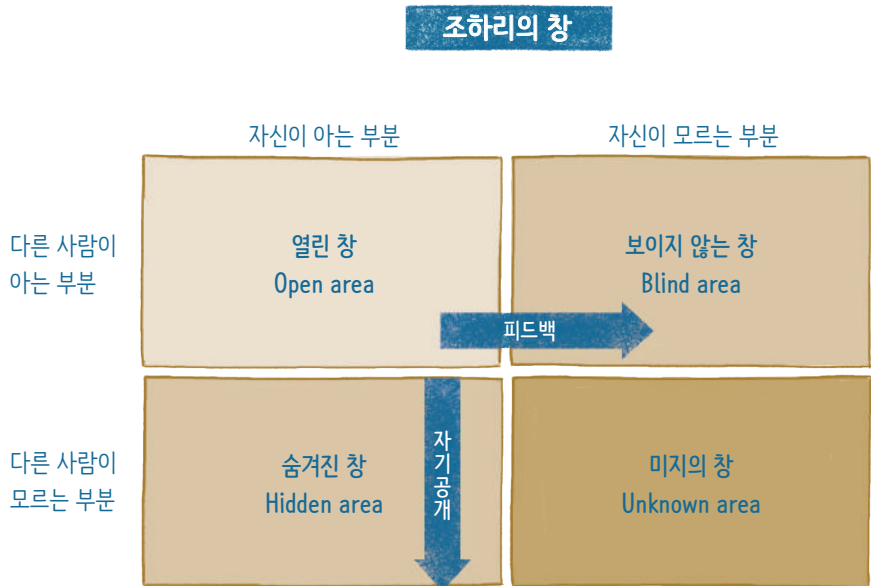 조하리의 창
자신이 아는 부분
자신이 모르는 부분
다른 사람이
아는 부분
열린 창
Open area
보이지 않는 창
Blind area
피드백
다른 사람이
모르는 부분
숨겨진 창
Hidden area
자기공개
미지의 창
Unknown area